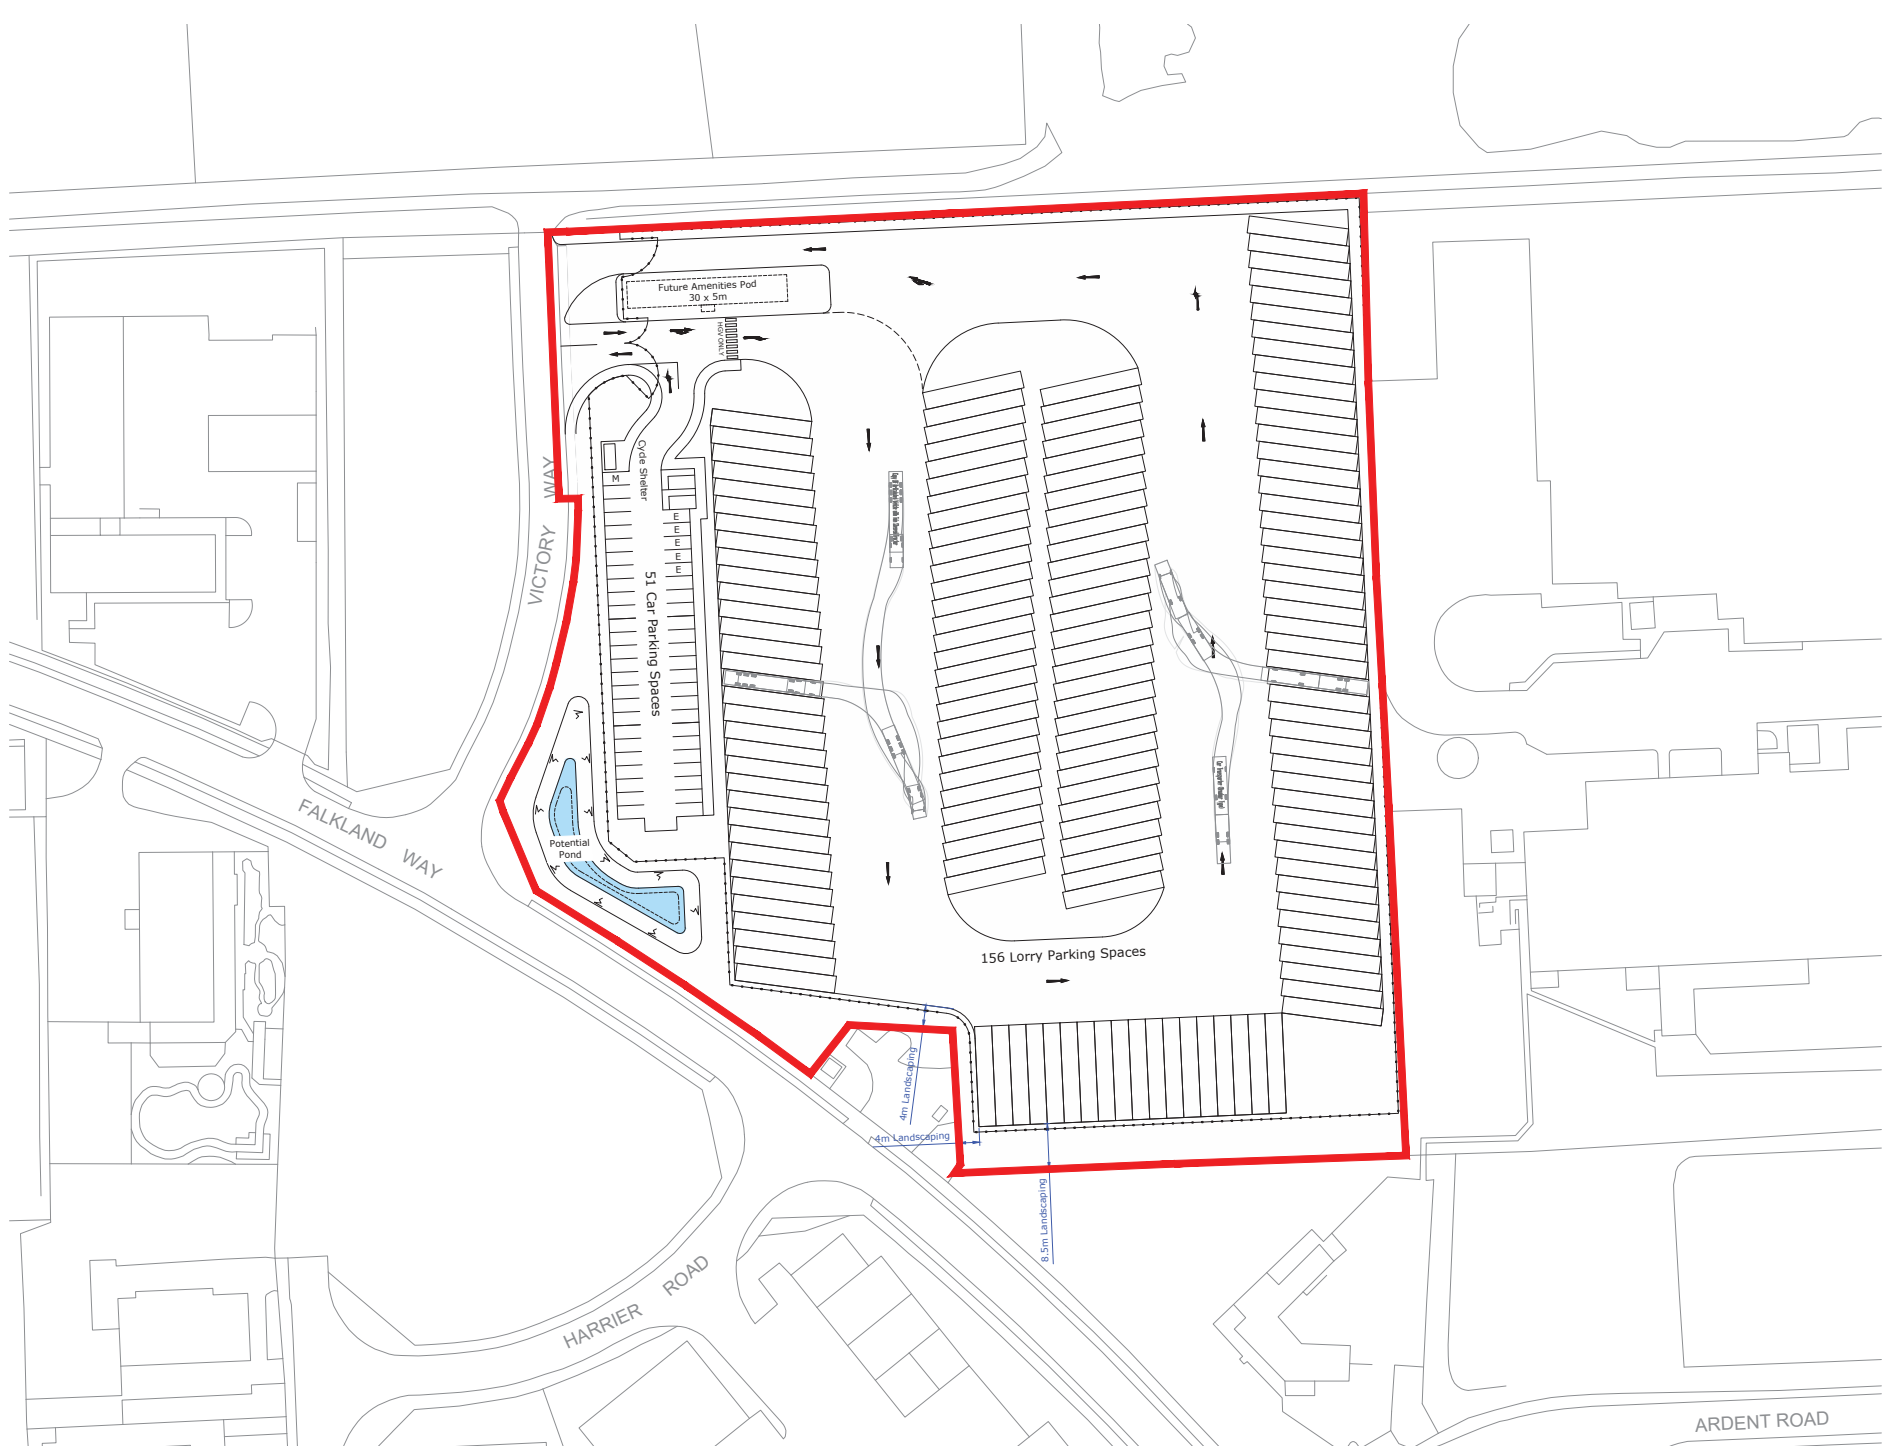 Future Amenities Pod
30 x 5m
HGV ONLY
Cycle Shelter
M
E
E
E
E
E
51 Car Parking Spaces
VICTORY WAY
FALKLAND WAY
Potential
Pond
156 Lorry Parking Spaces
4m Landscaping
4m Landscaping
8.5m Landscaping
HARRIER ROAD
ARDENT ROAD